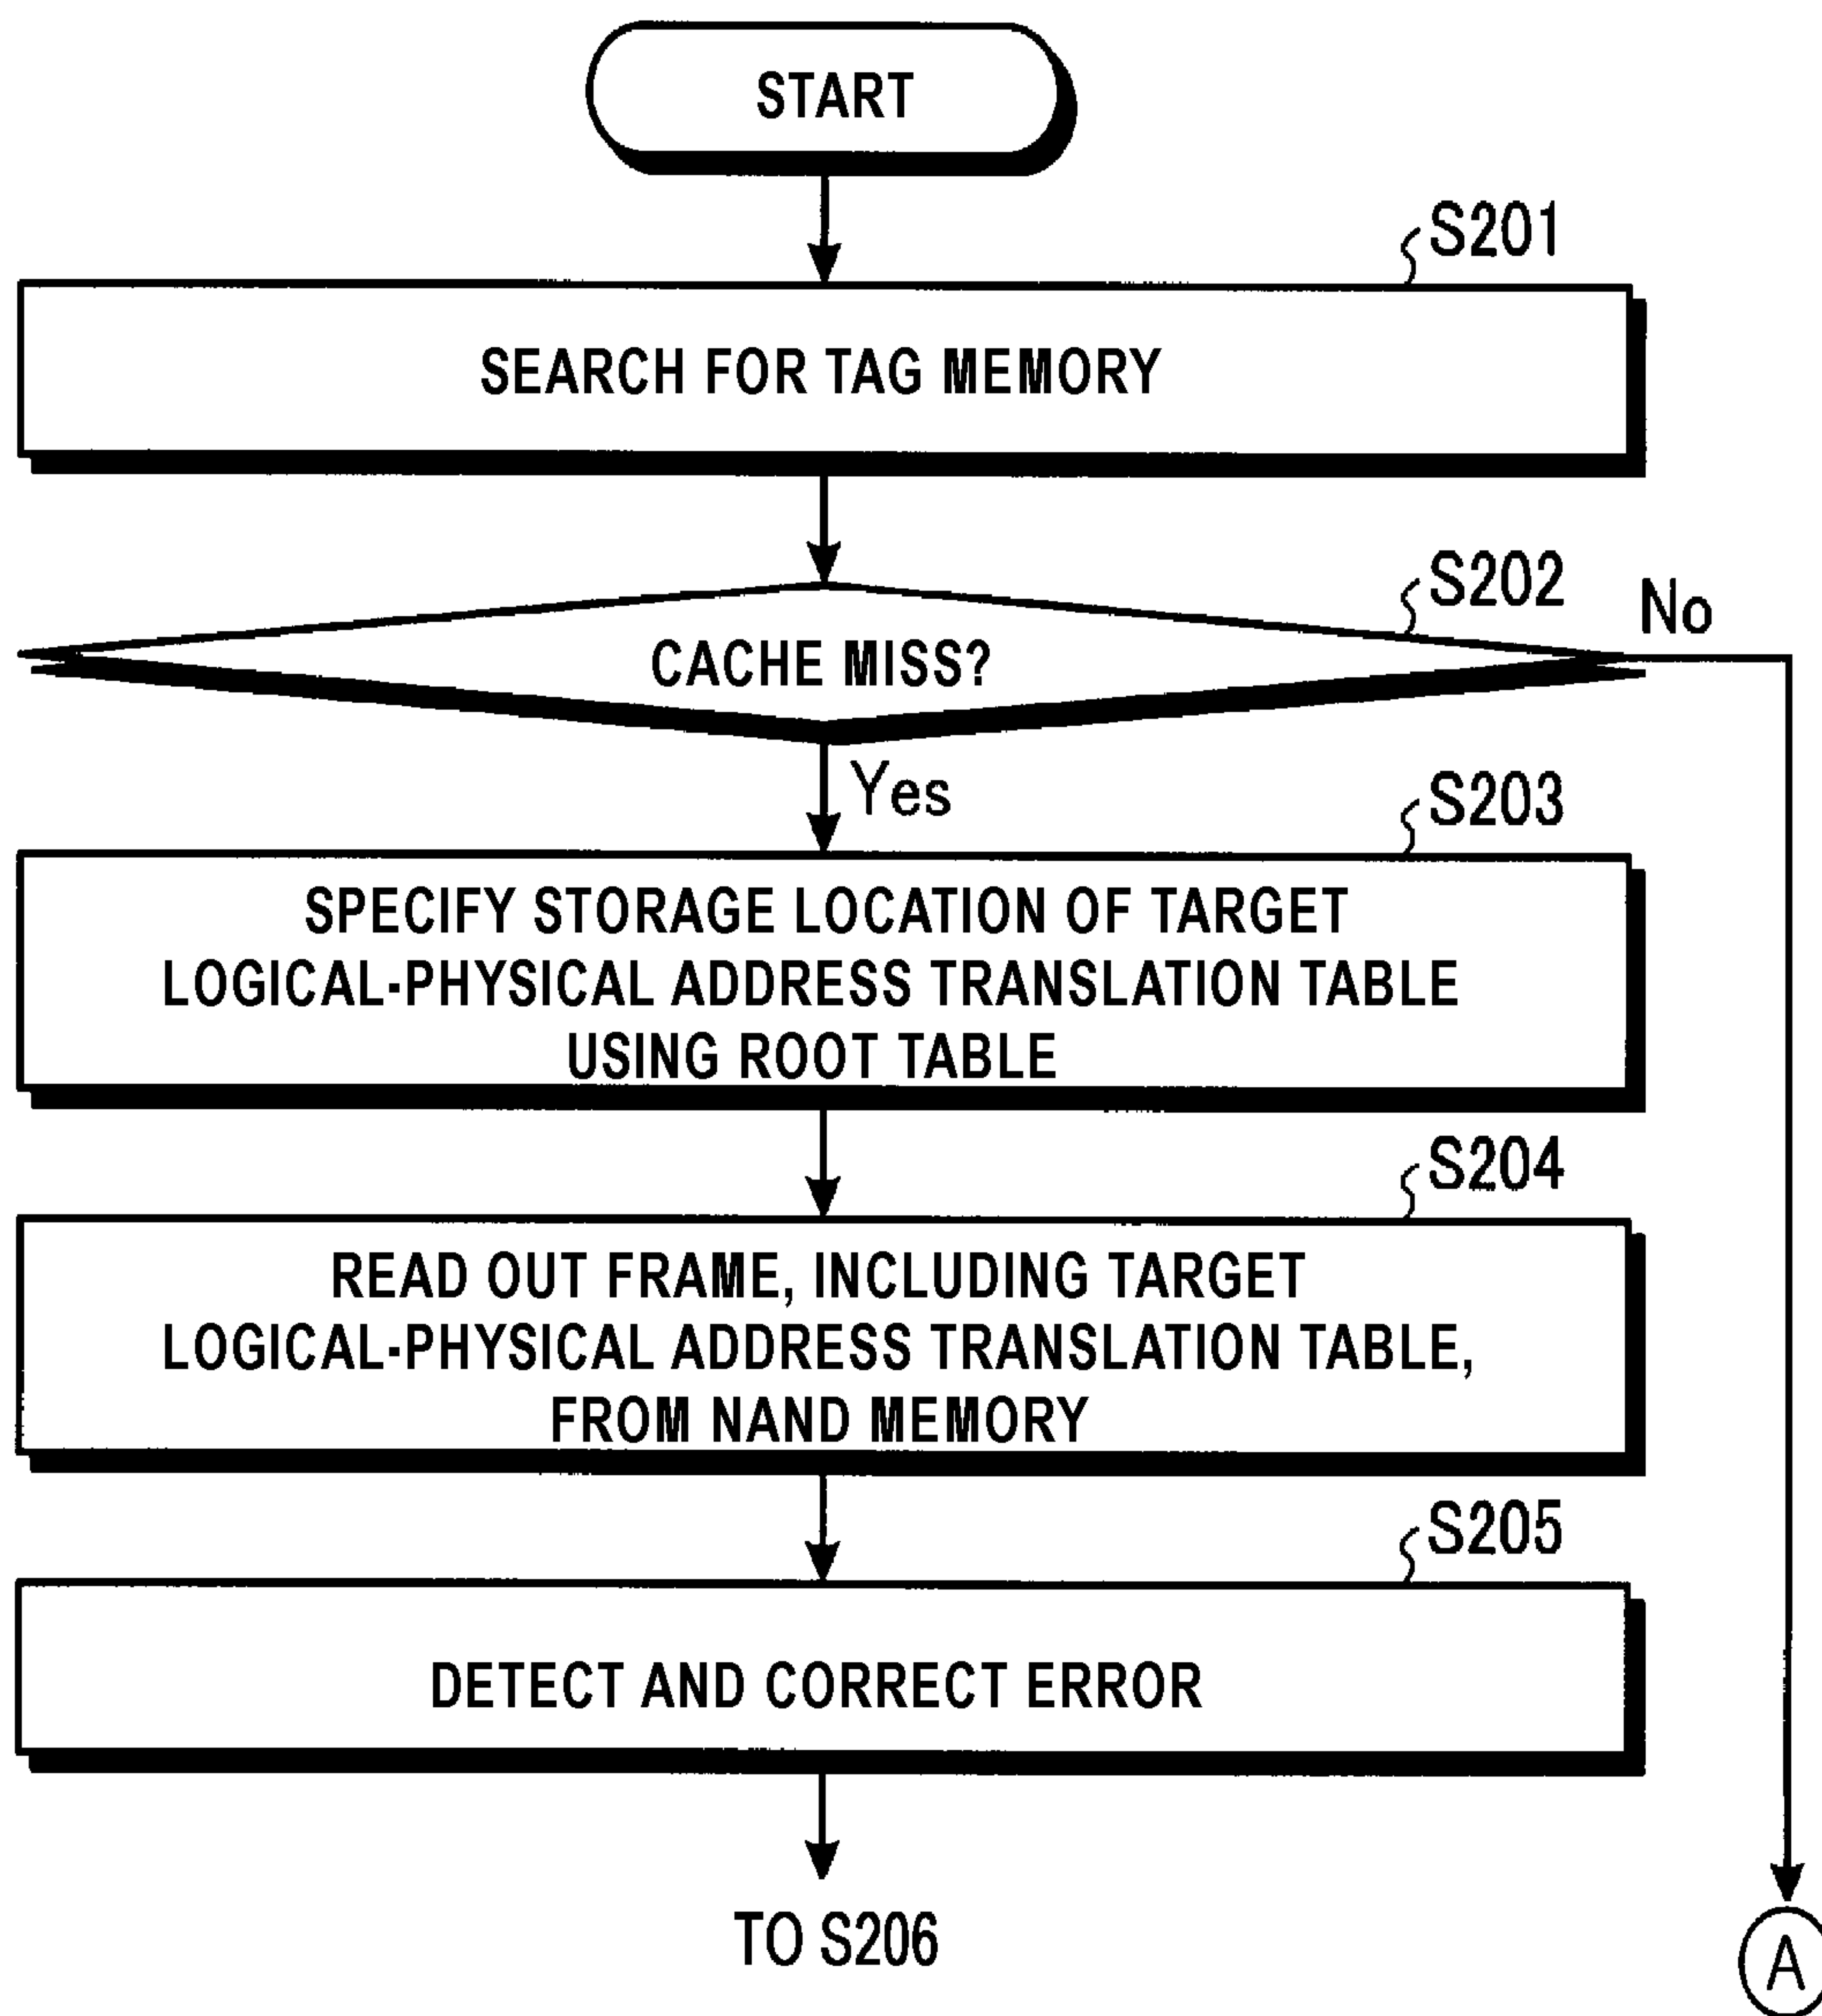 START
S201
SEARCH FOR TAG MEMORY
S202
No
CACHE MISS?
Yes
S203
SPECIFY STORAGE LOCATION OF TARGET
LOGICAL-PHYSICAL ADDRESS TRANSLATION TABLE
USING ROOT TABLE
S204
READ OUT FRAME, INCLUDING TARGET
LOGICAL-PHYSICAL ADDRESS TRANSLATION TABLE,
FROM NAND MEMORY
S205
DETECT AND CORRECT ERROR
TO S206
A